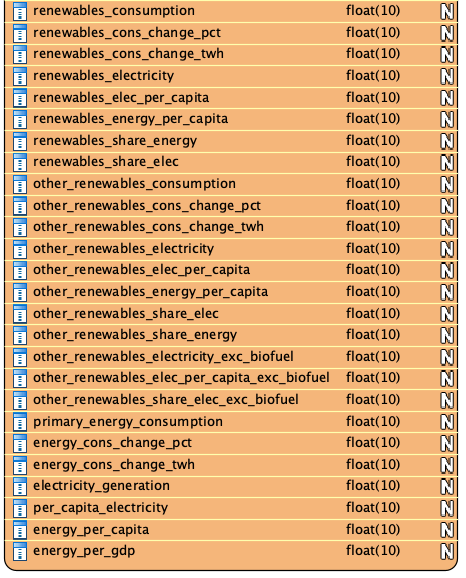 renewables_consumption float(10) N
renewables_cons_change_pct float(10) N
renewables_cons_change_twh float(10) N
renewables_electricity float(10) N
renewables_elec_per_capita float(10) N
renewables_energy_per_capita float(10) N
renewables_share_energy float(10) N
renewables_share_elec float(10) N
other_renewables_consumption float(10) N
other_renewables_cons_change_pct float(10) N
other_renewables_cons_change_twh float(10) N
other_renewables_electricity float(10) N
other_renewables_elec_per_capita float(10) N
other_renewables_energy_per_capita float(10) N
other_renewables_share_elec float(10) N
other_renewables_share_energy float(10) N
other_renewables_electricity_exc_biofuel float(10) N
other_renewables_elec_per_capita_exc_biofuel float(10) N
other_renewables_share_elec_exc_biofuel float(10) N
primary_energy_consumption float(10) N
energy_cons_change_pct float(10) N
energy_cons_change_twh float(10) N
electricity_generation float(10) N
per_capita_electricity float(10) N
energy_per_capita float(10) N
energy_per_gdp float(10) N